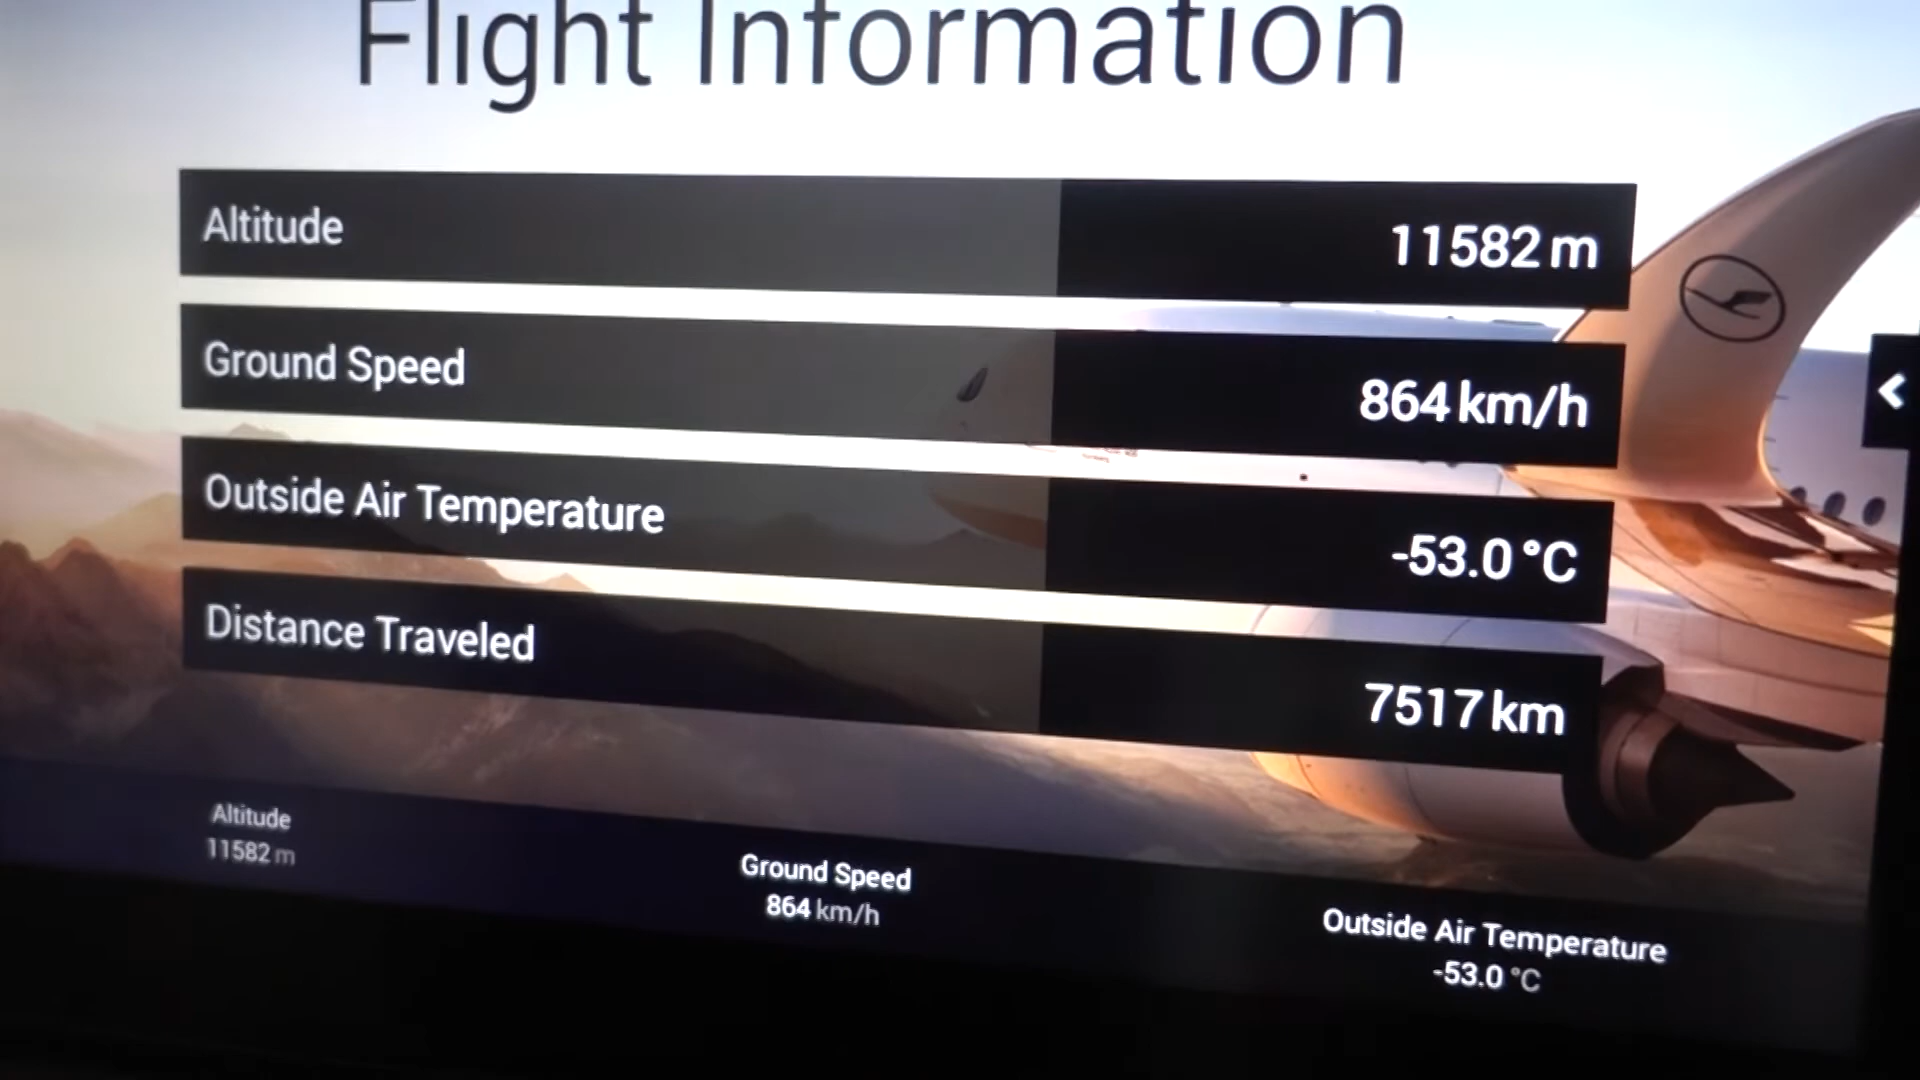 Flight Information
Altitude 11582 m
Ground Speed 864 km/h
Outside Air Temperature -53.0 °C
Distance Traveled 7517 km
Altitude
11582 m
Ground Speed
864 km/h
Outside Air Temperature
-53.0 °C